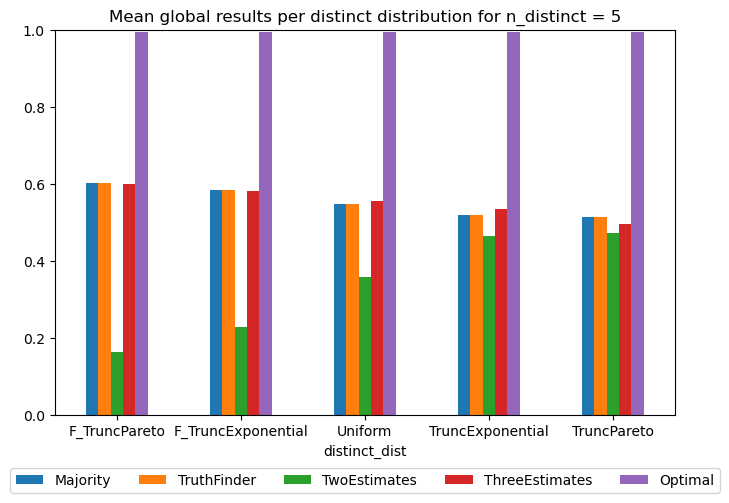 Mean global results per distinct distribution for n_distinct = 5
1.0
0.8
0.6
0.4
0.2
0.0
F_TruncPareto F_TruncExponential Uniform TruncExponential TruncPareto
distinct_dist
Majority TruthFinder TwoEstimates ThreeEstimates Optimal